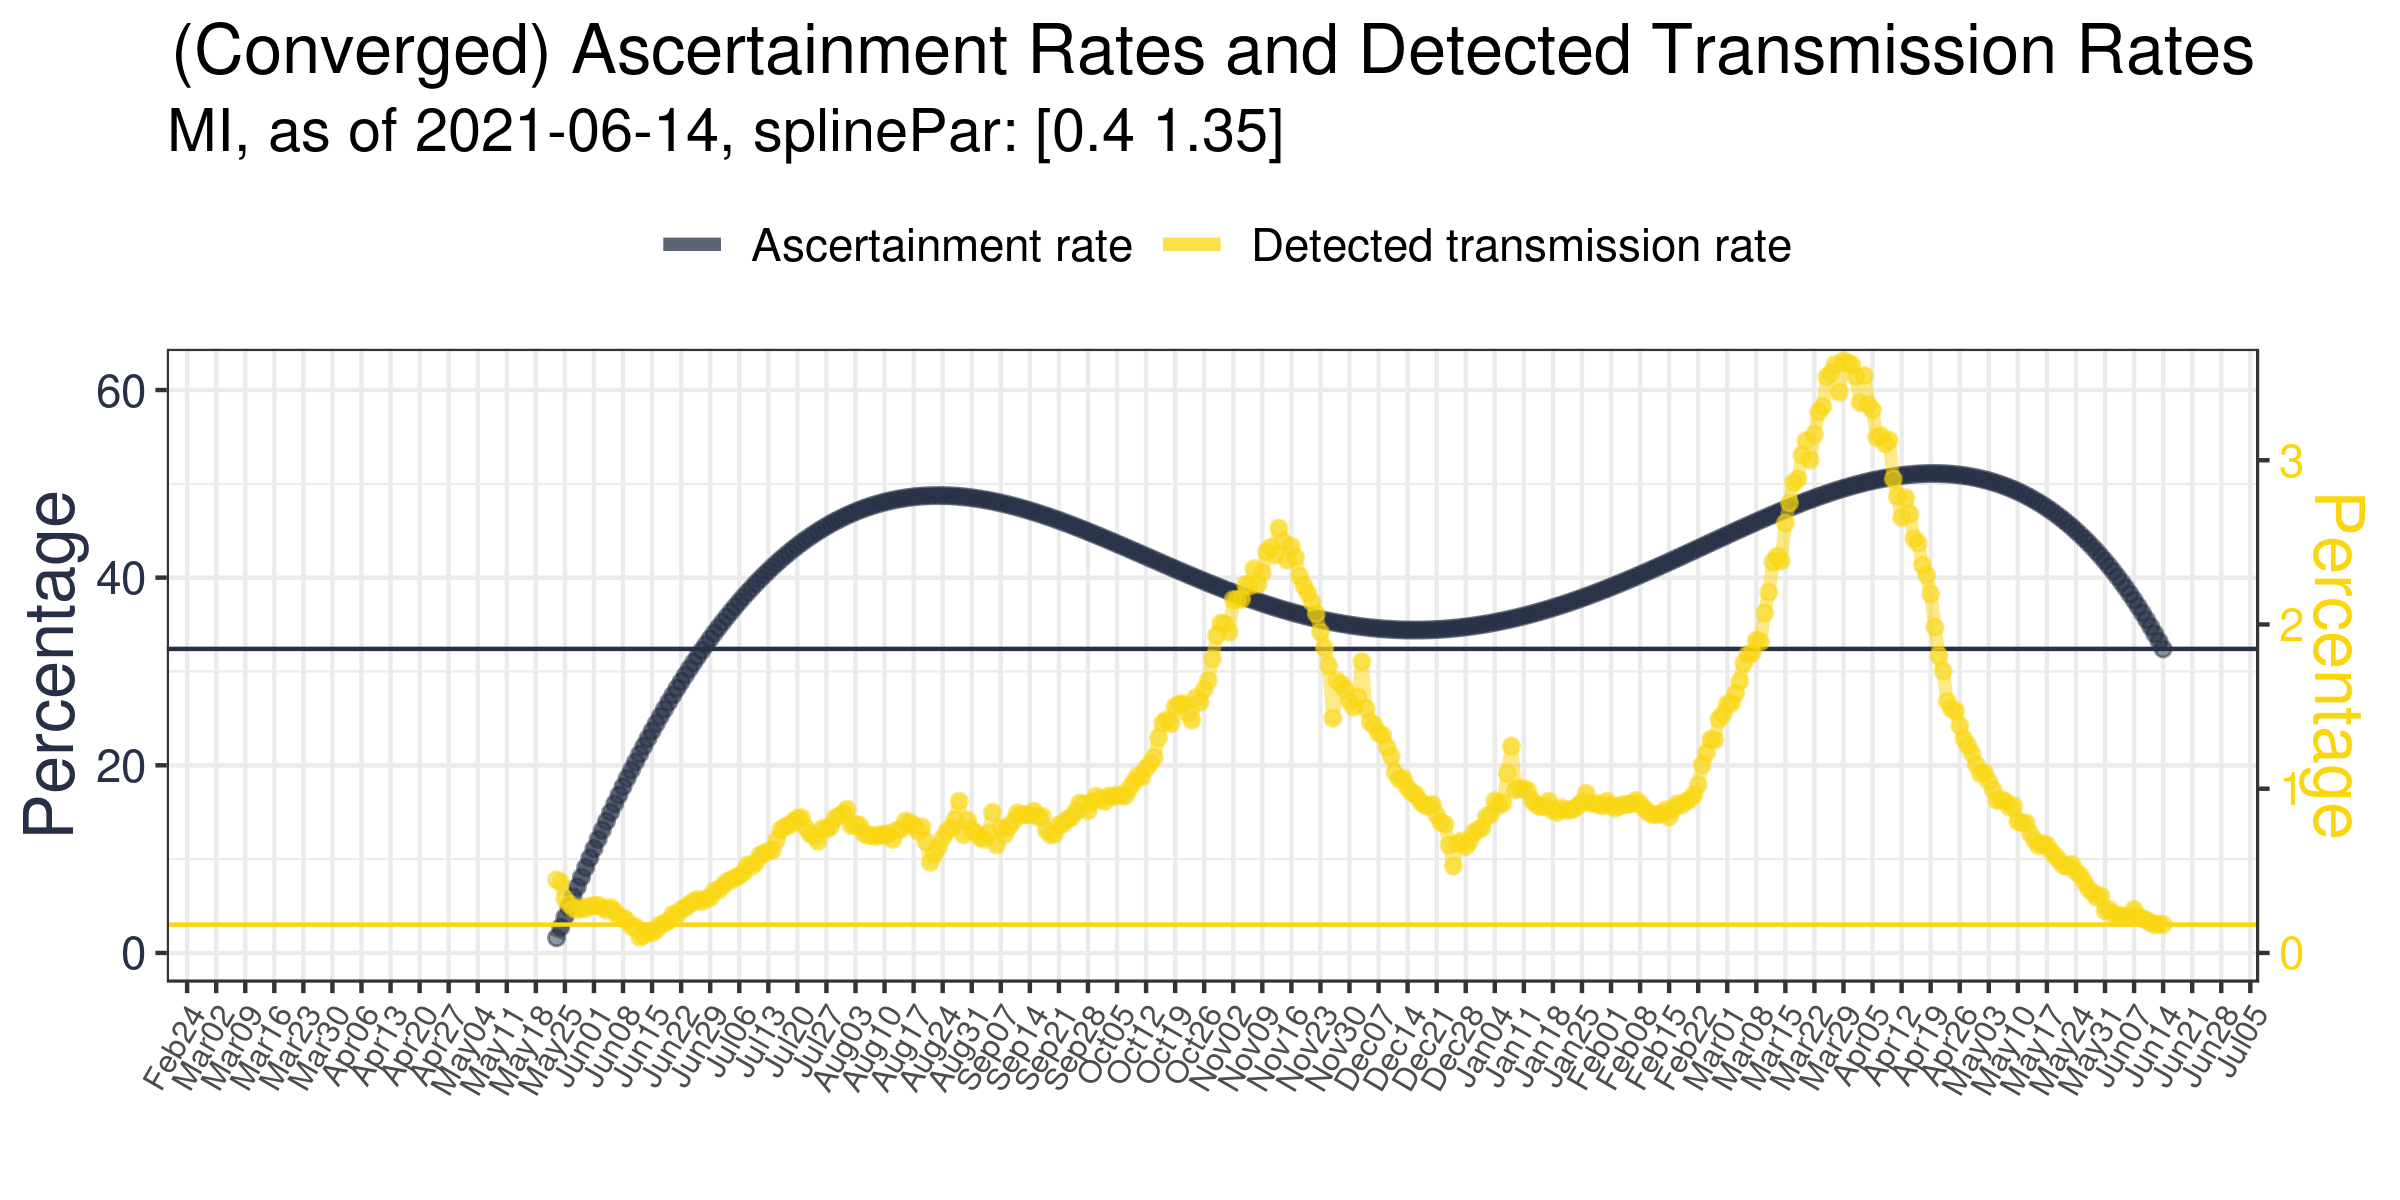 (Converged) Ascertainment Rates and Detected Transmission Rates
MI, as of 2021-06-14, splinePar: [0.4 1.35]
Ascertainment rate
Detected transmission rate
Percentage
60
40
20
0
3
2
1
0
Percentage
Feb24
Mar02
Mar09
Mar16
Mar23
Mar30
Apr06
Apr13
Apr20
Apr27
May04
May11
May18
May25
Jun01
Jun08
Jun15
Jun22
Jun29
Jul06
Jul13
Jul20
Jul27
Aug03
Aug10
Aug17
Aug24
Aug31
Sep07
Sep14
Sep21
Sep28
Oct05
Oct12
Oct19
Oct26
Nov02
Nov09
Nov16
Nov23
Nov30
Dec07
Dec14
Dec21
Dec28
Jan04
Jan11
Jan18
Jan25
Feb01
Feb08
Feb15
Feb22
Mar01
Mar08
Mar15
Mar22
Mar29
Apr05
Apr12
Apr19
Apr26
May03
May10
May17
May24
May31
Jun07
Jun14
Jun21
Jun28
Jul05